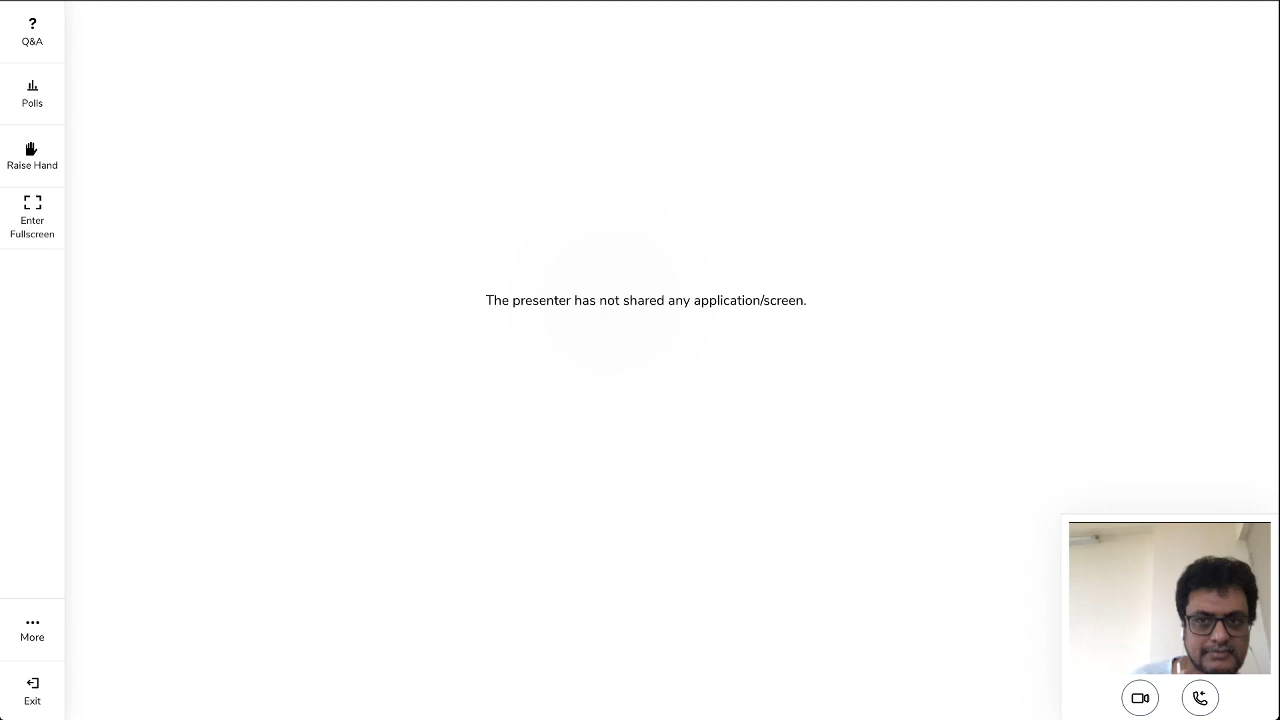 ?
Q&A
Polls
Raise Hand
Enter
Fullscreen
The presenter has not shared any application/screen.
More
Exit